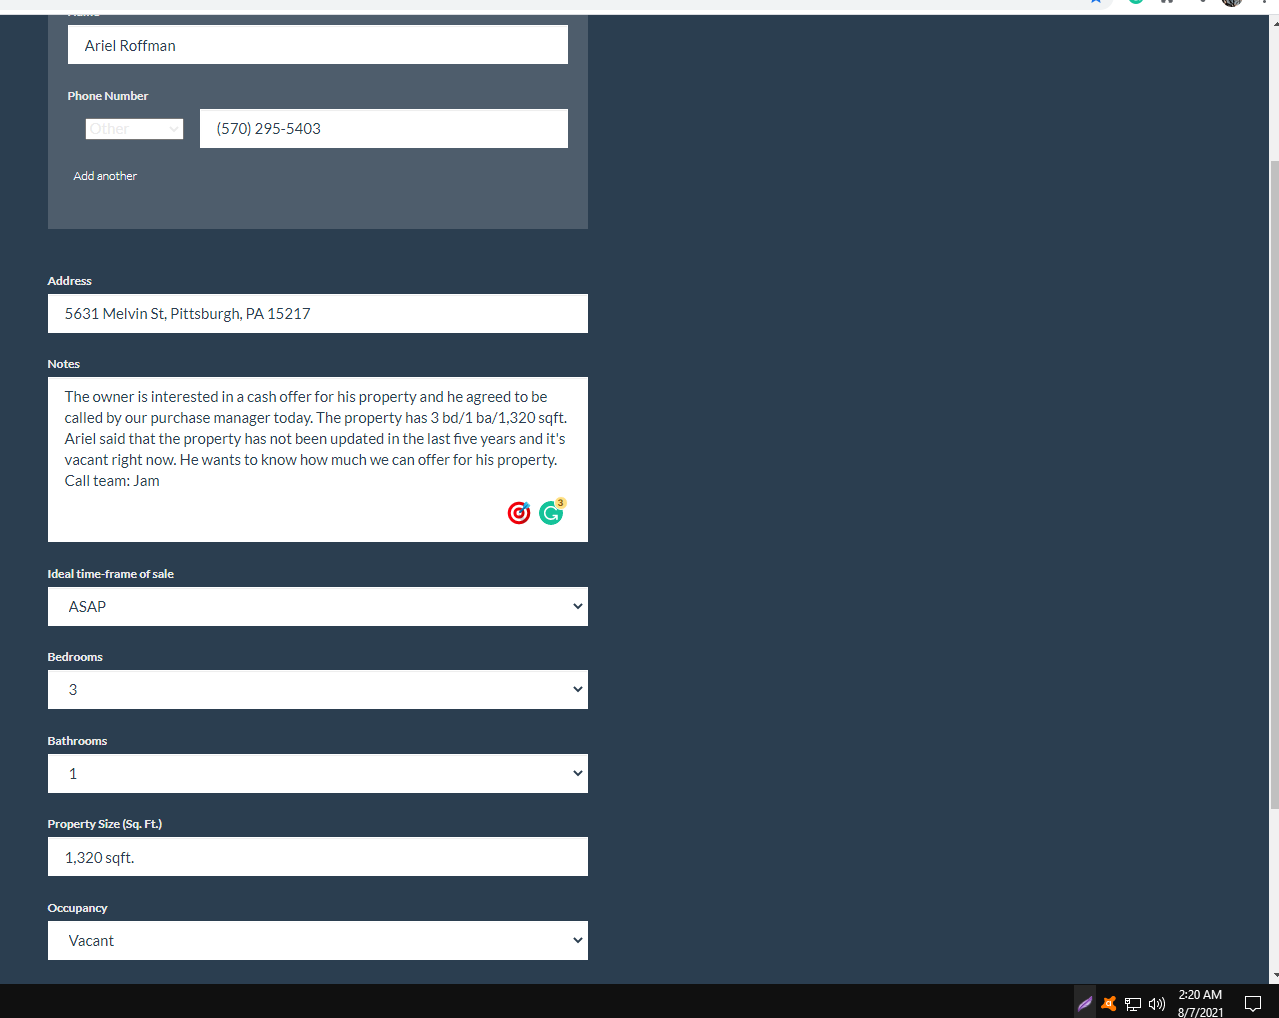 Name
Ariel Roffman
Phone Number
Other
(570) 295-5403
Add another
Address
5631 Melvin St, Pittsburgh, PA 15217
Notes
The owner is interested in a cash offer for his property and he agreed to be
called by our purchase manager today. The property has 3 bd/1 ba/1,320 sqft.
Ariel said that the property has not been updated in the last five years and it's
vacant right now. He wants to know how much we can offer for his property.
Call team: Jam
3
Ideal time-frame of sale
ASAP
Bedrooms
3
Bathrooms
1
Property Size (Sq. Ft.)
1,320 sqft.
Occupancy
Vacant
2:20 AM
8/7/2021